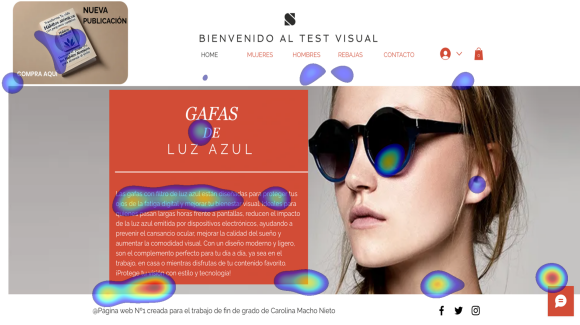 NUEVA
PUBLICACIÓN
Hábitos atómicos
COMPRA AQUÍ
S
BIENVENIDO AL TEST VISUAL
HOME MUJERES HOMBRES REBAJAS CONTACTO
0
GAFAS
DE
LUZ AZUL
Las gafas con filtro de luz azul están diseñadas para proteger tus
ojos de la fatiga digital y mejorar tu bienestar visual. Ideales para
quienes pasan largas horas frente a pantallas, reducen el impacto
de la luz azul emitida por dispositivos electrónicos, ayudando a
prevenir el cansancio ocular, mejorar la calidad del sueño y
aumentar la comodidad visual. Con un diseño moderno y ligero,
son el complemento perfecto para tu día a día, ya sea en el
trabajo, en casa o mientras disfrutas de tu contenido favorito.
¡Protege tu visión con estilo y tecnología!
@Pagina web Nº1 creada para el trabajo de fin de grado de Carolina Macho Nieto